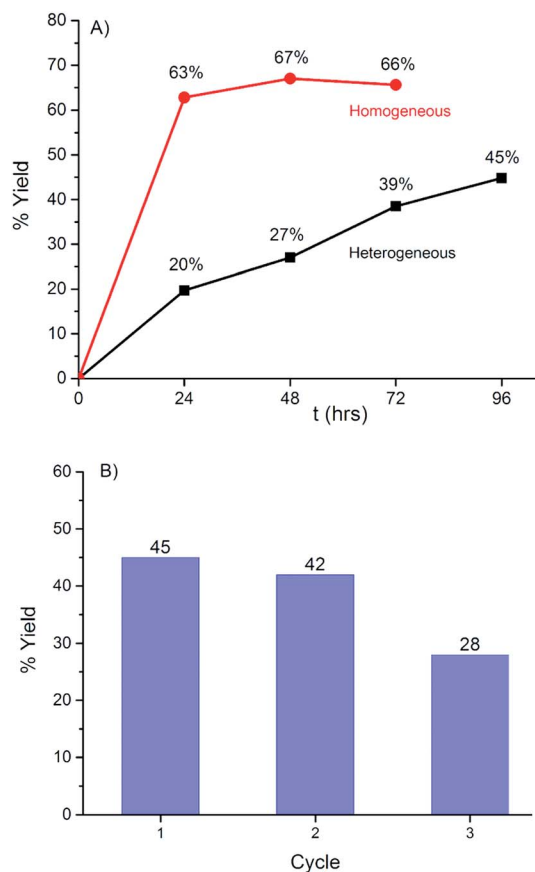 A)
80
70
60
50
40
30
20
10
0
% Yield
63%
67%
66%
Homogeneous
20%
27%
39%
45%
Heterogeneous
0 24 48 72 96
t (hrs)
B)
60
50
40
30
20
10
0
% Yield
45
42
28
1 2 3
Cycle